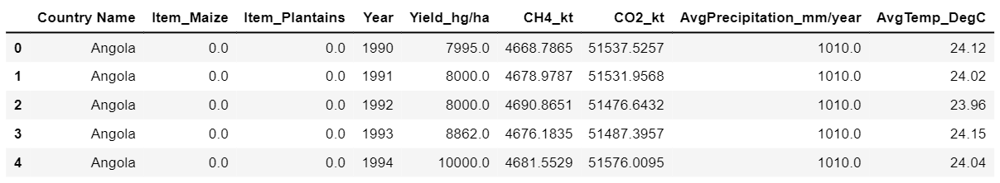 Country Name Item_Maize Item_Plantains Year Yield_hg/ha CH4_kt CO2_kt AvgPrecipitation_mm/year AvgTemp_DegC
0 Angola 0.0 0.0 1990 7995.0 4668.7865 51537.5257 1010.0 24.12
1 Angola 0.0 0.0 1991 8000.0 4678.9787 51531.9568 1010.0 24.02
2 Angola 0.0 0.0 1992 8000.0 4690.8651 51476.6432 1010.0 23.96
3 Angola 0.0 0.0 1993 8862.0 4676.1835 51487.3957 1010.0 24.15
4 Angola 0.0 0.0 1994 10000.0 4681.5529 51576.0095 1010.0 24.04